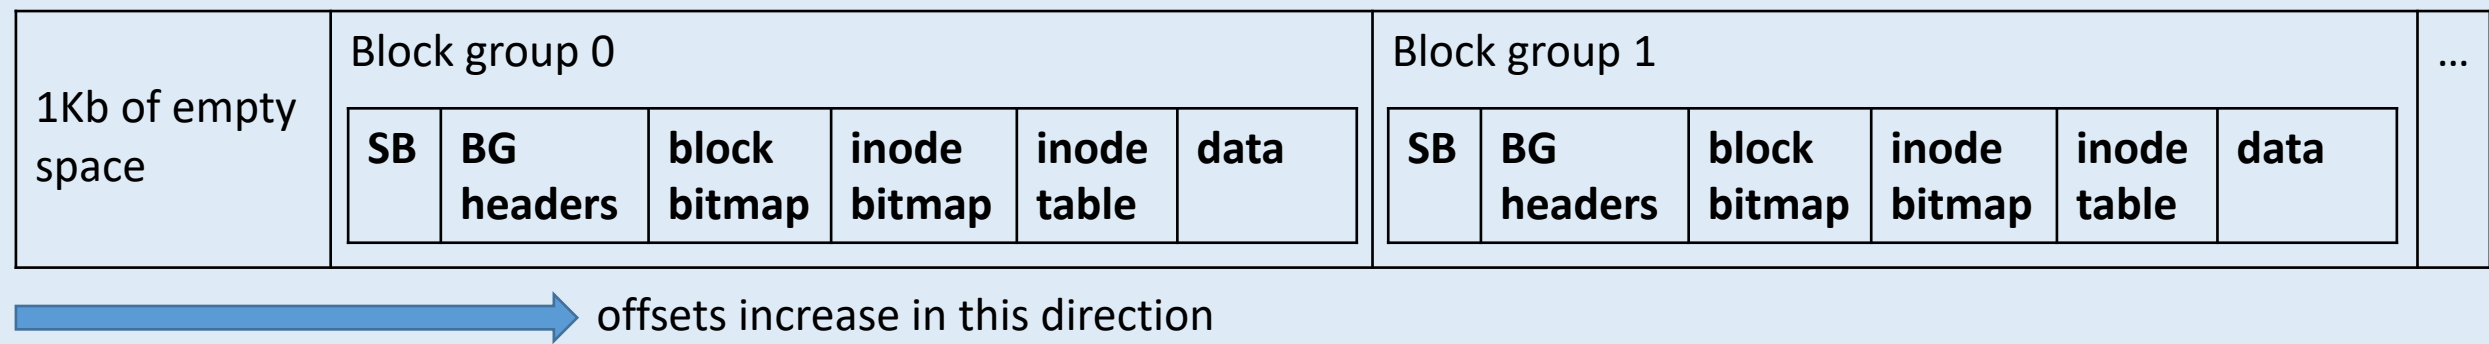 1Kb of empty
space
Block group 0
SB
BG
headers
block
bitmap
inode
bitmap
inode
table
data
Block group 1
SB
BG
headers
block
bitmap
inode
bitmap
inode
table
data
...
offsets increase in this direction